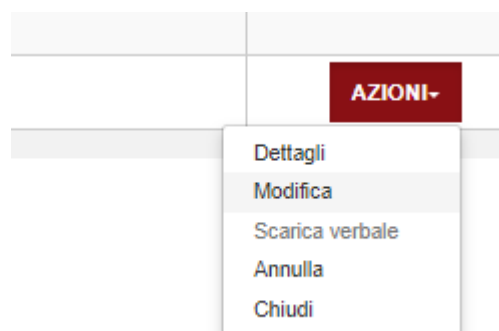 AZIONI
Dettagli
Modifica
Scarica verbale
Annulla
Chiudi